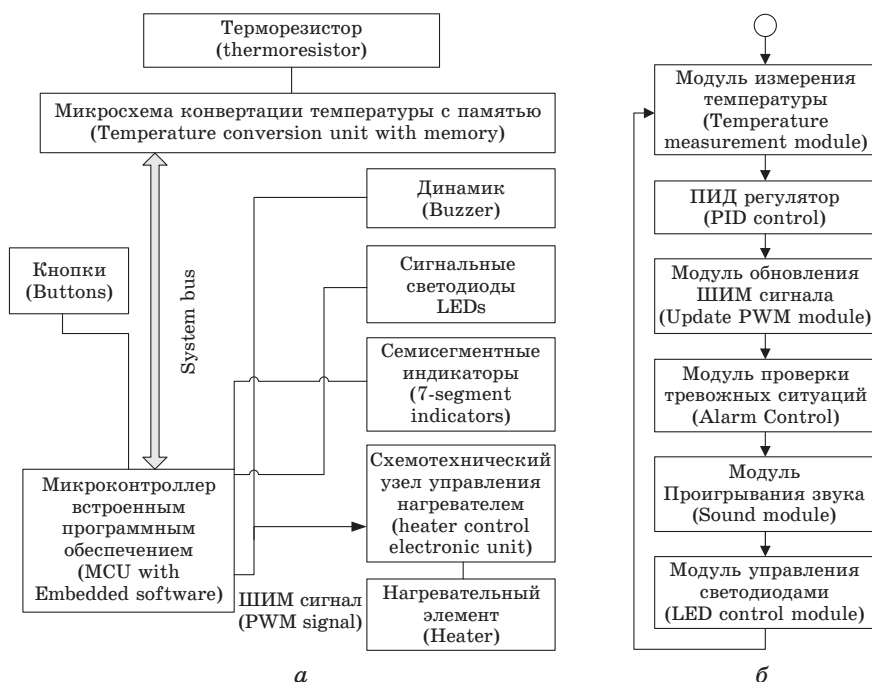 Терморезистор
(thermoresistor)
Микросхема конвертации температуры с памятью
(Temperature conversion unit with memory)
Динамик
(Buzzer)
Кнопки
(Buttons)
System bus
Сигнальные
светодиоды
LEDs
Семисегментные
индикаторы
(7-segment
indicators)
Микроконтроллер
встроенным
программным
обеспечением
(MCU with
Embedded software)
Схемотехнический
узел управления
нагревателем
(heater control
electronic unit)
ШИМ сигнал
(PWM signal)
Нагревательный
элемент
(Heater)
а
Модуль измерения
температуры
(Temperature
measurement module)
ПИД регулятор
(PID control)
Модуль обновления
ШИМ сигнала
(Update PWM module)
Модуль проверки
тревожных ситуаций
(Alarm Control)
Модуль
Проигрывания звука
(Sound module)
Модуль управления
светодиодами
(LED control module)
б